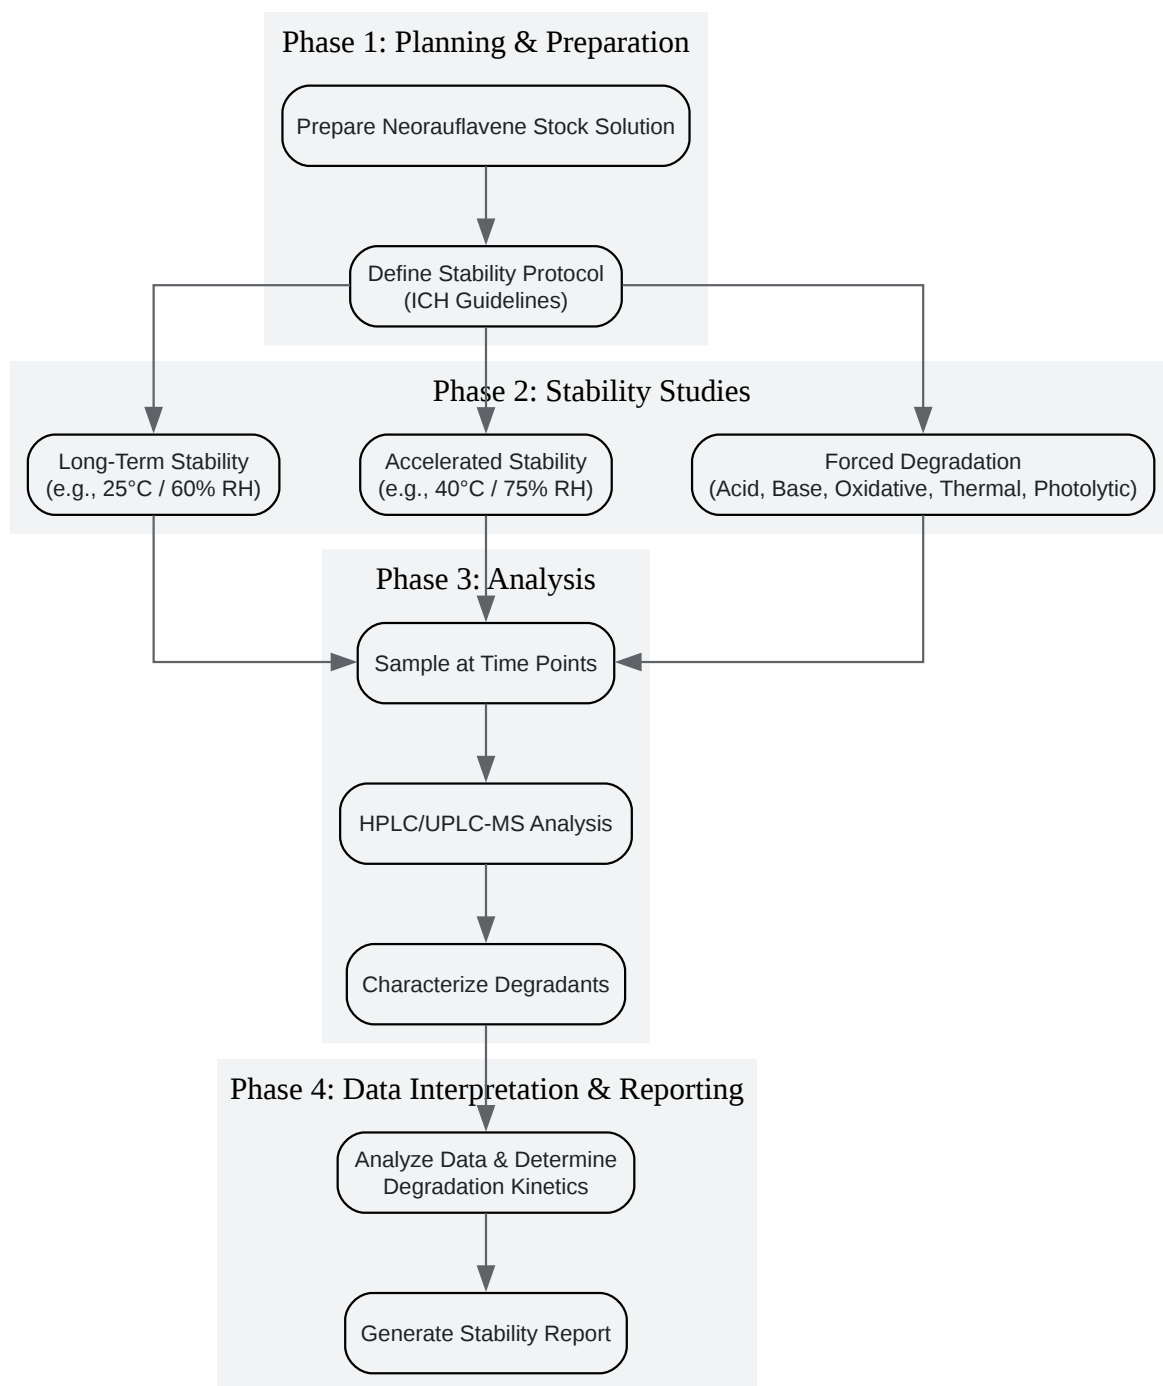 Phase 1: Planning & Preparation
Prepare Neorauflavene Stock Solution
Define Stability Protocol
(ICH Guidelines)
Phase 2: Stability Studies
Long-Term Stability
(e.g., 25°C / 60% RH)
Accelerated Stability
(e.g., 40°C / 75% RH)
Forced Degradation
(Acid, Base, Oxidative, Thermal, Photolytic)
Phase 3: Analysis
Sample at Time Points
HPLC/UPLC-MS Analysis
Characterize Degradants
Phase 4: Data Interpretation & Reporting
Analyze Data & Determine
Degradation Kinetics
Generate Stability Report